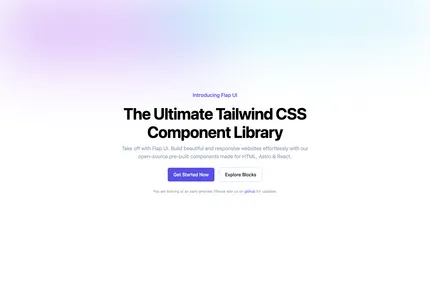 Introducing Flap UI
The Ultimate Tailwind CSS
Component Library
Take off with Flap UI. Build beautiful and responsive websites effortlessly with our
open-source pre-built components made for HTML, Astro & React.
Get Started Now
Explore Blocks
You are looking at an early preview. Please star us on github for updates.